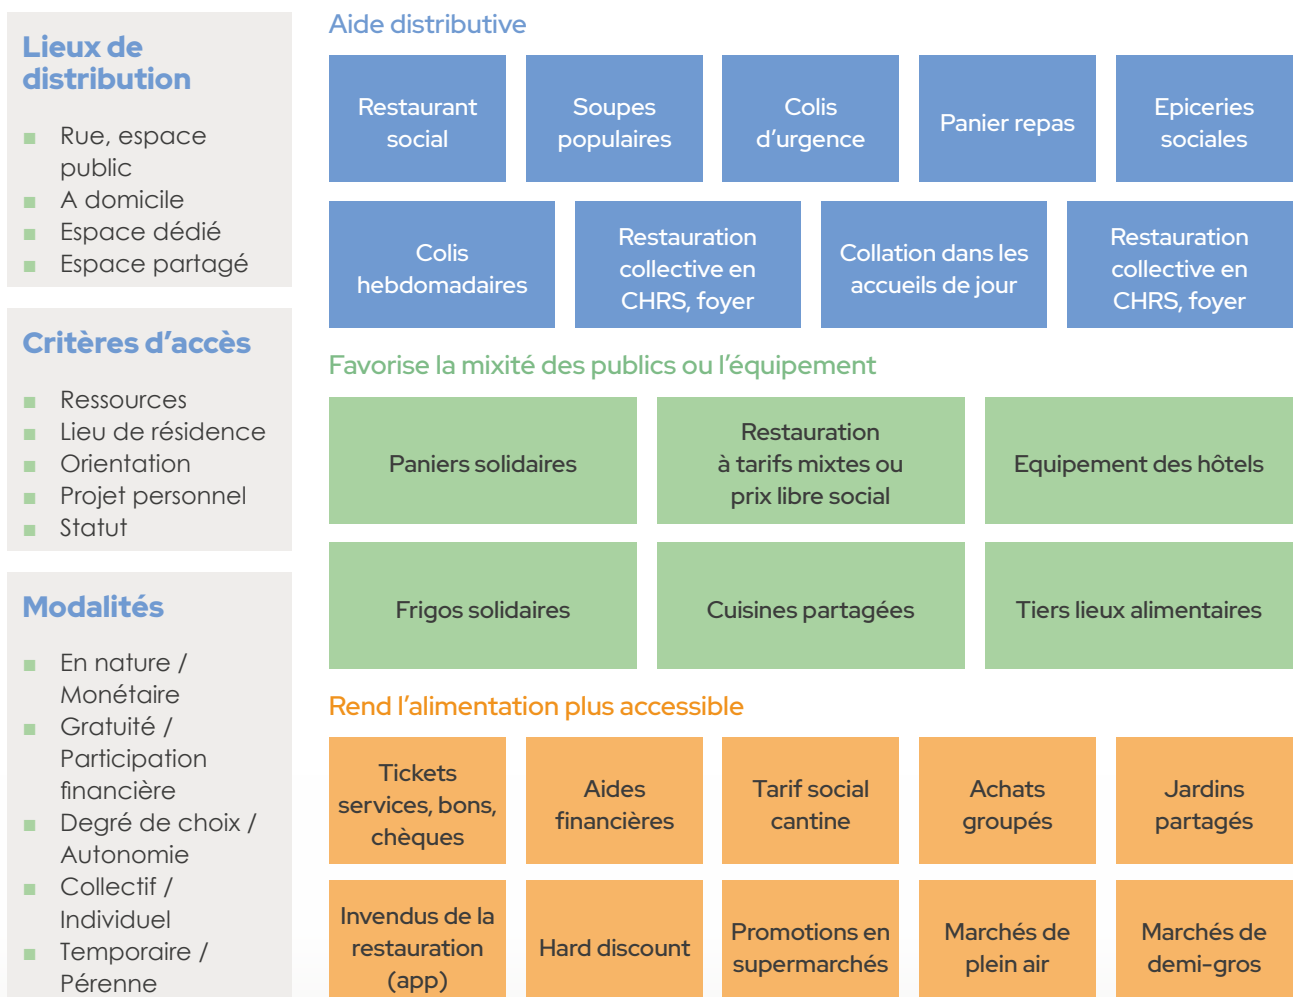 Lieux de
distribution
Rue, espace
public
A domicile
Espace dédié
Espace partagé
Critères d’accès
Ressources
Lieu de résidence
Orientation
Projet personnel
Statut
Modalités
En nature /
Monétaire
Gratuité /
Participation
financière
Degré de choix /
Autonomie
Collectif /
Individuel
Temporaire /
Pérenne
Aide distributive
Restaurant
social
Soupes
populaires
Colis
d’urgence
Panier repas
Epiceries
sociales
Colis
hebdomadaires
Restauration
collective en
CHRS, foyer
Collation dans les
accueils de jour
Restauration
collective en
CHRS, foyer
Favorise la mixité des publics ou l’équipement
Paniers solidaires
Restauration
à tarifs mixtes ou
prix libre social
Equipement des hôtels
Frigos solidaires
Cuisines partagées
Tiers lieux alimentaires
Rend l’alimentation plus accessible
Tickets
services, bons,
chèques
Aides
financières
Tarif social
cantine
Achats
groupés
Jardins
partagés
Invendus de la
restauration
(app)
Hard discount
Promotions en
supermarchés
Marchés de
plein air
Marchés de
demi-gros